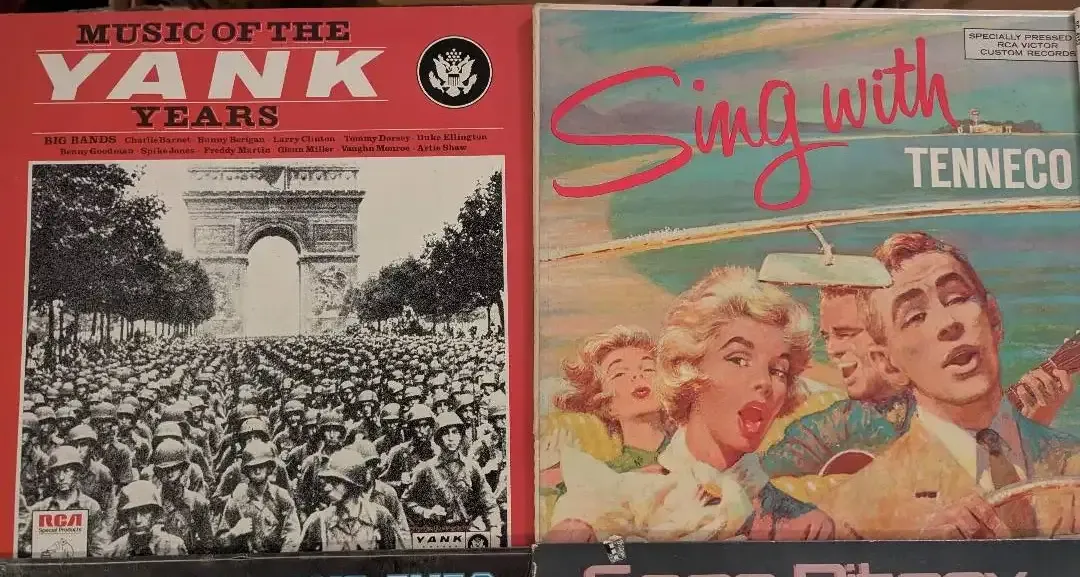 MUSIC OF THE
YANK
YEARS
BIG BANDS Charlie Barnet · Bunny Berigan · Larry Clinton · Tommy Dorsey · Duke Ellington
Benny Goodman · Spike Jones · Freddy Martin · Glenn Miller · Vaughn Monroe · Artie Shaw
RCA
Special Products
YANK
Sing with
TENNECO
SPECIALLY PRESSED
RCA VICTOR
CUSTOM RECORDS
Gene Pitney